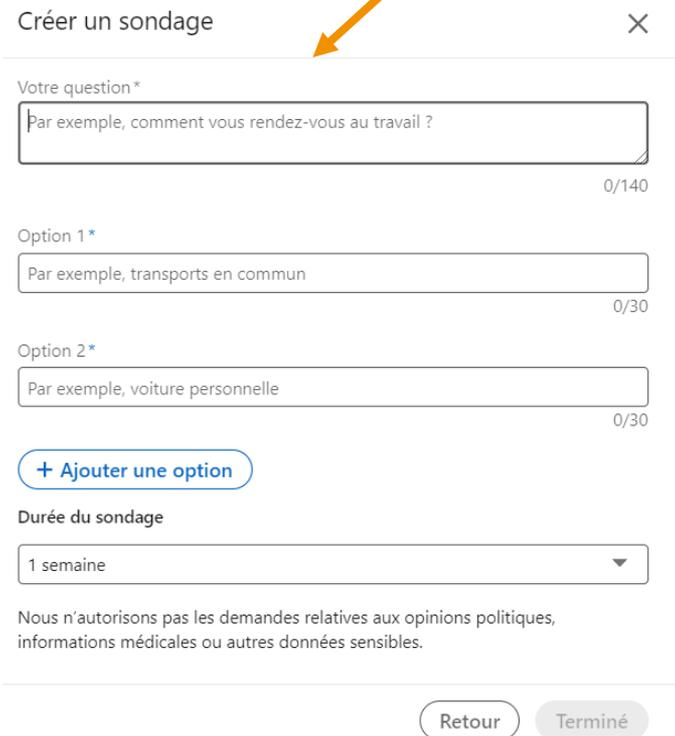 Créer un sondage
Votre question*
Par exemple, comment vous rendez-vous au travail ?
0/140
Option 1*
Par exemple, transports en commun
0/30
Option 2*
Par exemple, voiture personnelle
0/30
+ Ajouter une option
Durée du sondage
1 semaine
Nous n’autorisons pas les demandes relatives aux opinions politiques,
informations médicales ou autres données sensibles.
Retour Terminé